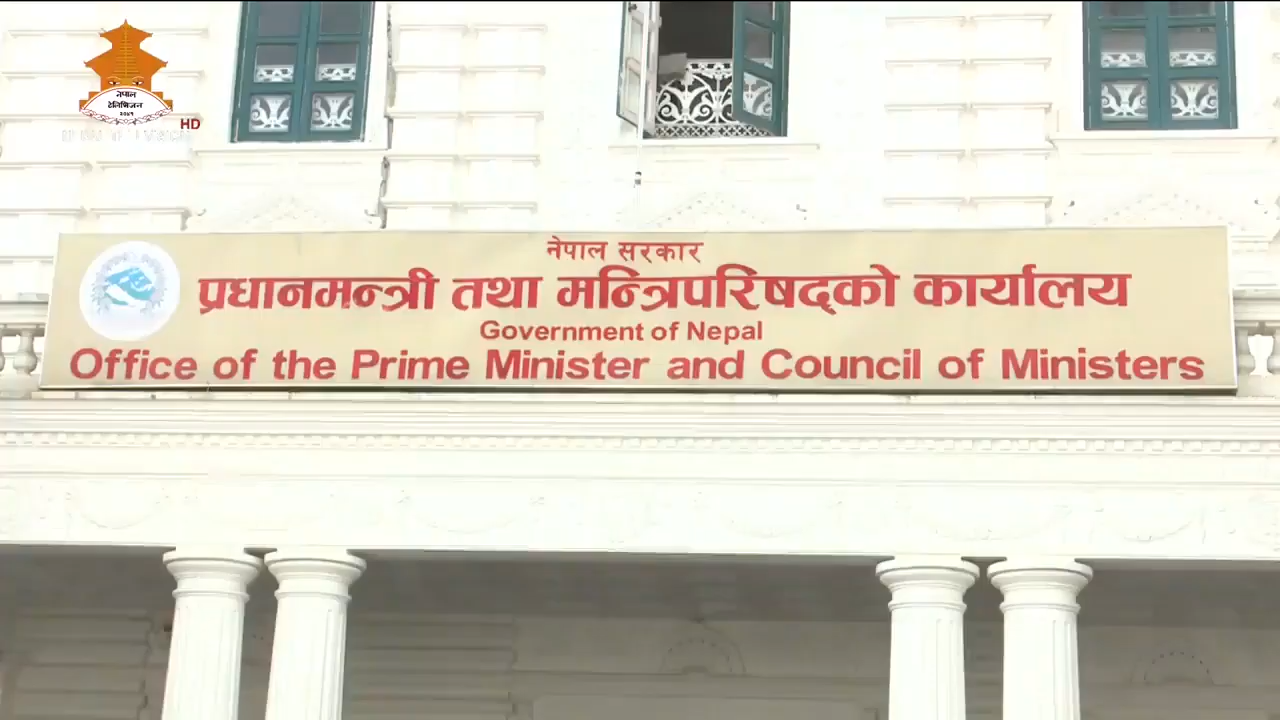 नेपाल
टेलिभिजन
२०४१
HD
नेपाल सरकार
प्रधानमन्त्री तथा मन्त्रिपरिषद्को कार्यालय
Government of Nepal
Office of the Prime Minister and Council of Ministers